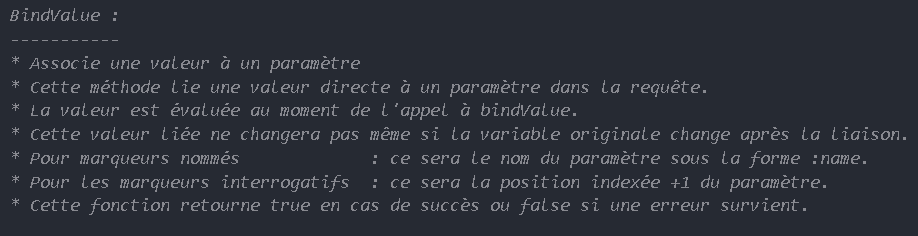 BindValue :
-----------
* Associe une valeur à un paramètre
* Cette méthode lie une valeur directe à un paramètre dans la requête.
* La valeur est évaluée au moment de l'appel à bindValue.
* Cette valeur liée ne changera pas même si la variable originale change après la liaison.
* Pour marqueurs nommés             : ce sera le nom du paramètre sous la forme :name.
* Pour les marqueurs interrogatifs  : ce sera la position indexée +1 du paramètre.
* Cette fonction retourne true en cas de succès ou false si une erreur survient.